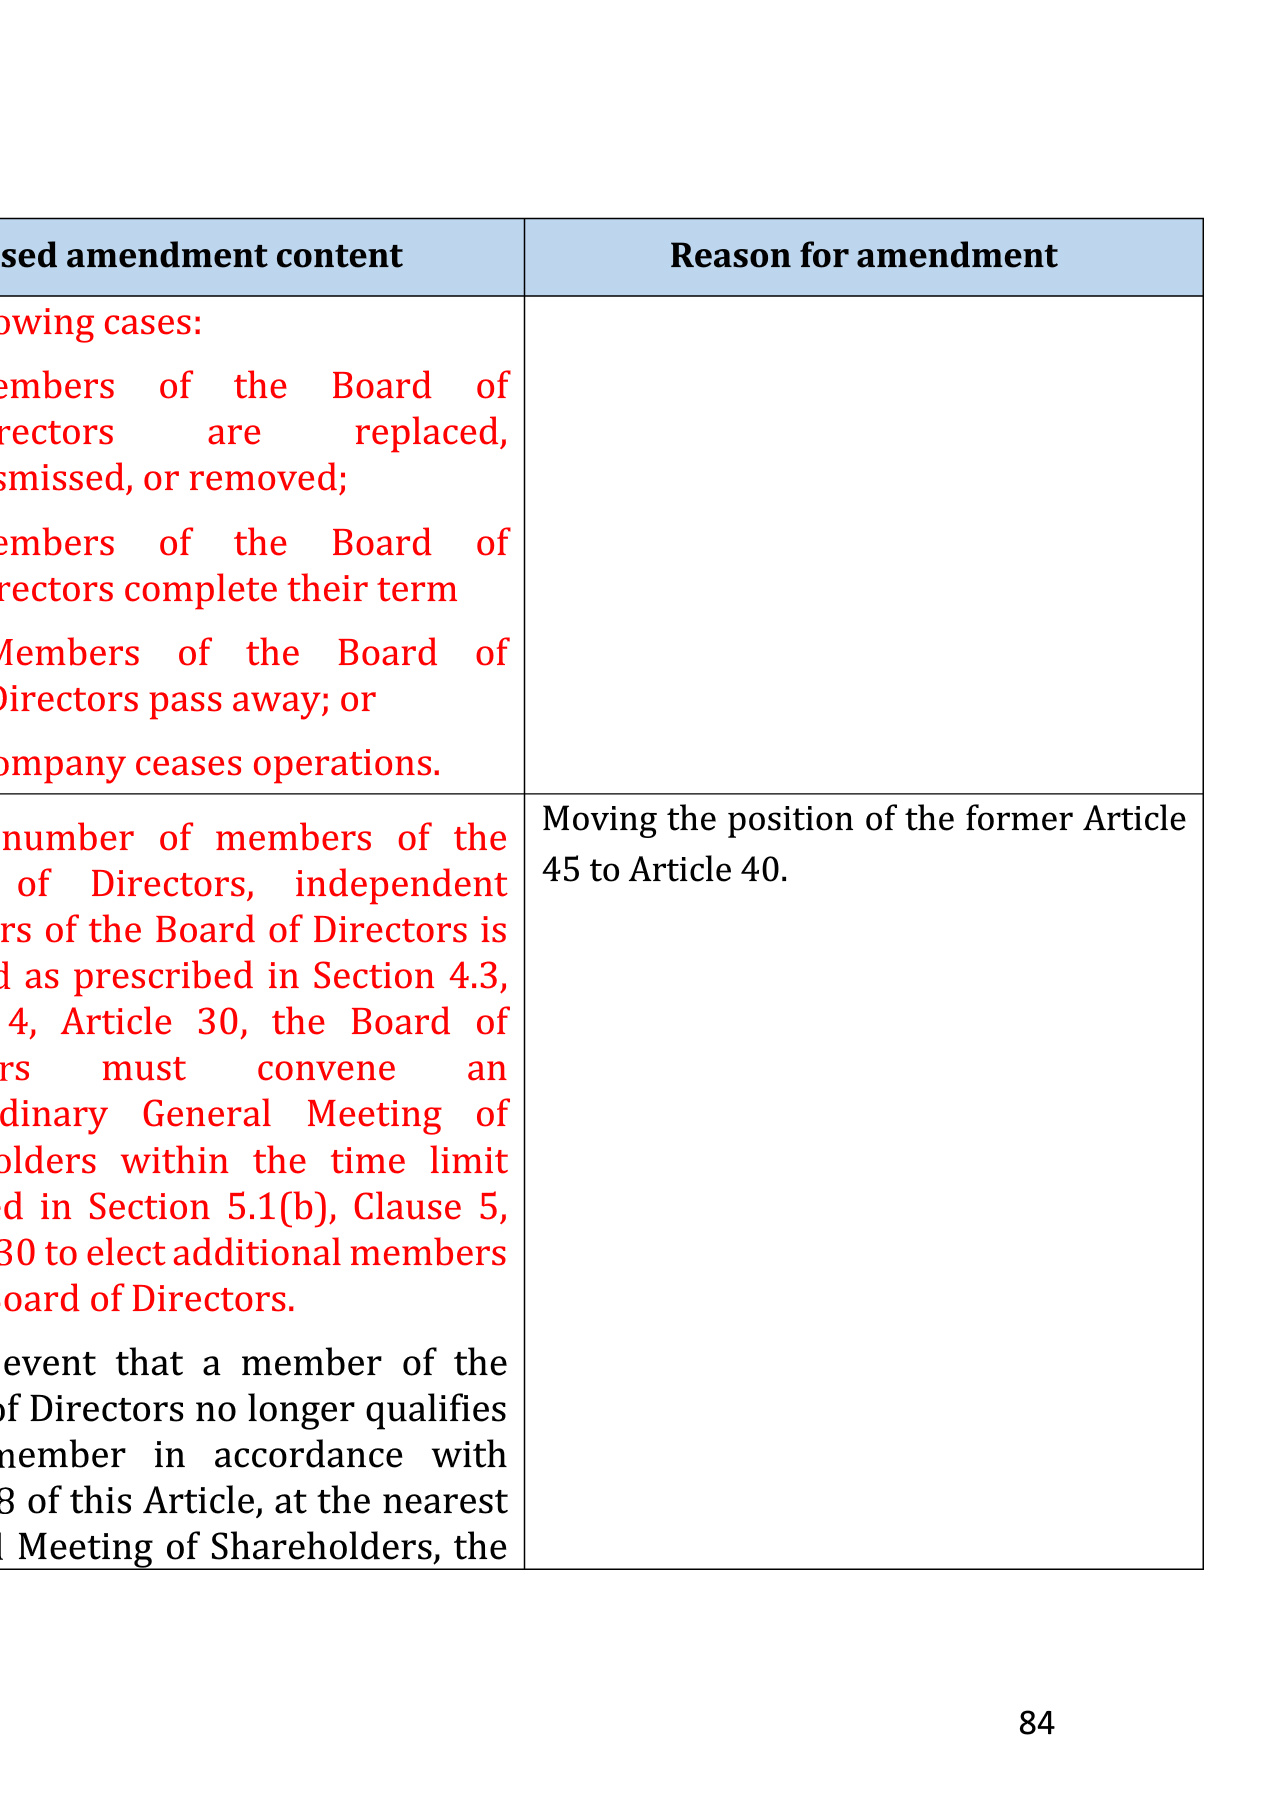 sed amendment content
Reason for amendment
owing cases:
embers of the Board of
rectors are replaced,
smissed, or removed;
embers of the Board of
rectors complete their term
Members of the Board of
Directors pass away; or
ompany ceases operations.
number of members of the
of Directors, independent
rs of the Board of Directors is
d as prescribed in Section 4.3,
4, Article 30, the Board of
rs must convene an
dinary General Meeting of
olders within the time limit
ed in Section 5.1(b), Clause 5,
30 to elect additional members
Board of Directors.
event that a member of the
of Directors no longer qualifies
member in accordance with
8 of this Article, at the nearest
l Meeting of Shareholders, the
Moving the position of the former Article
45 to Article 40.
84